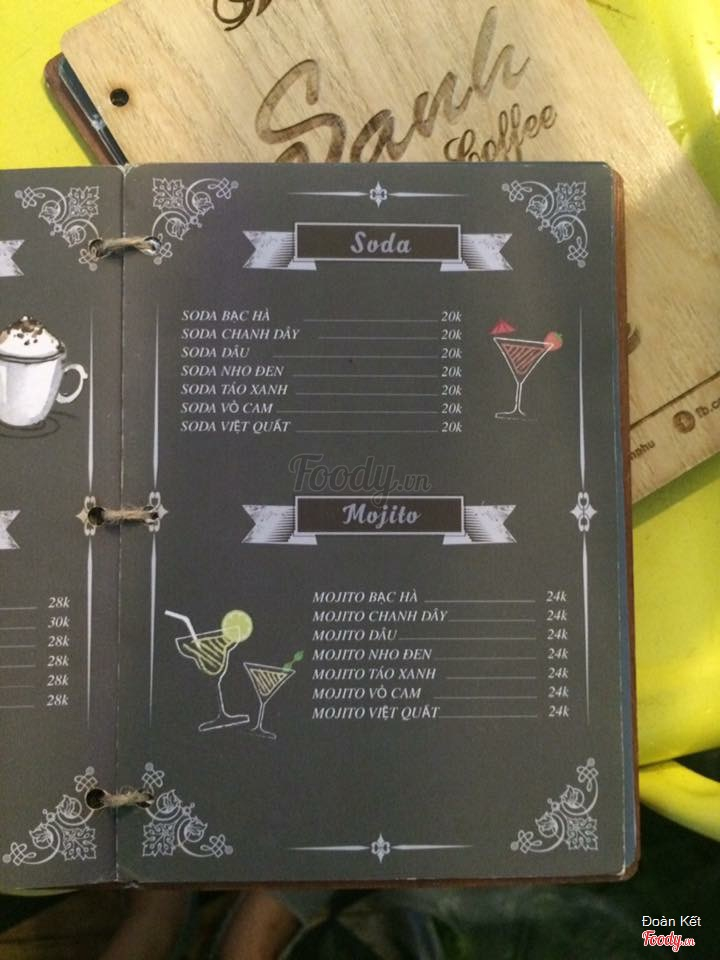 Sanh
Coffee
fb.c
nphu
Soda
SODA BẠC HÀ 20k
SODA CHANH DÂY 20k
SODA DÂU 20k
SODA NHO ĐEN 20k
SODA TÁO XANH 20k
SODA VỎ CAM 20k
SODA VIỆT QUẤT 20k
Foody.vn
Mojito
MOJITO BẠC HÀ 24k
MOJITO CHANH DÂY 24k
MOJITO DÂU 24k
MOJITO NHO ĐEN 24k
MOJITO TÁO XANH 24k
MOJITO VỎ CAM 24k
MOJITO VIỆT QUẤT 24k
28k
30k
28k
28k
28k
28k
Đoàn Kết
Foody.vn